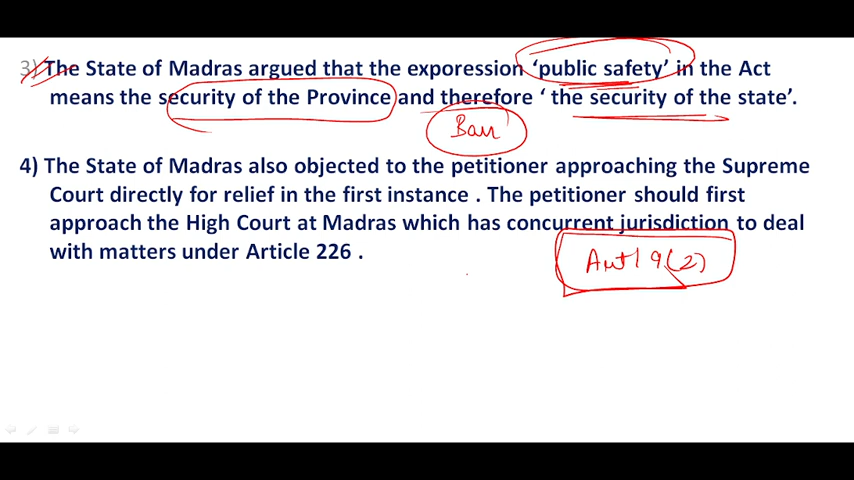 3) The State of Madras argued that the exporession ‘public safety’ in the Act
means the security of the Province and therefore ‘ the security of the state’.
Ban
4) The State of Madras also objected to the petitioner approaching the Supreme
Court directly for relief in the first instance . The petitioner should first
approach the High Court at Madras which has concurrent jurisdiction to deal
with matters under Article 226 .
Art 19(2)